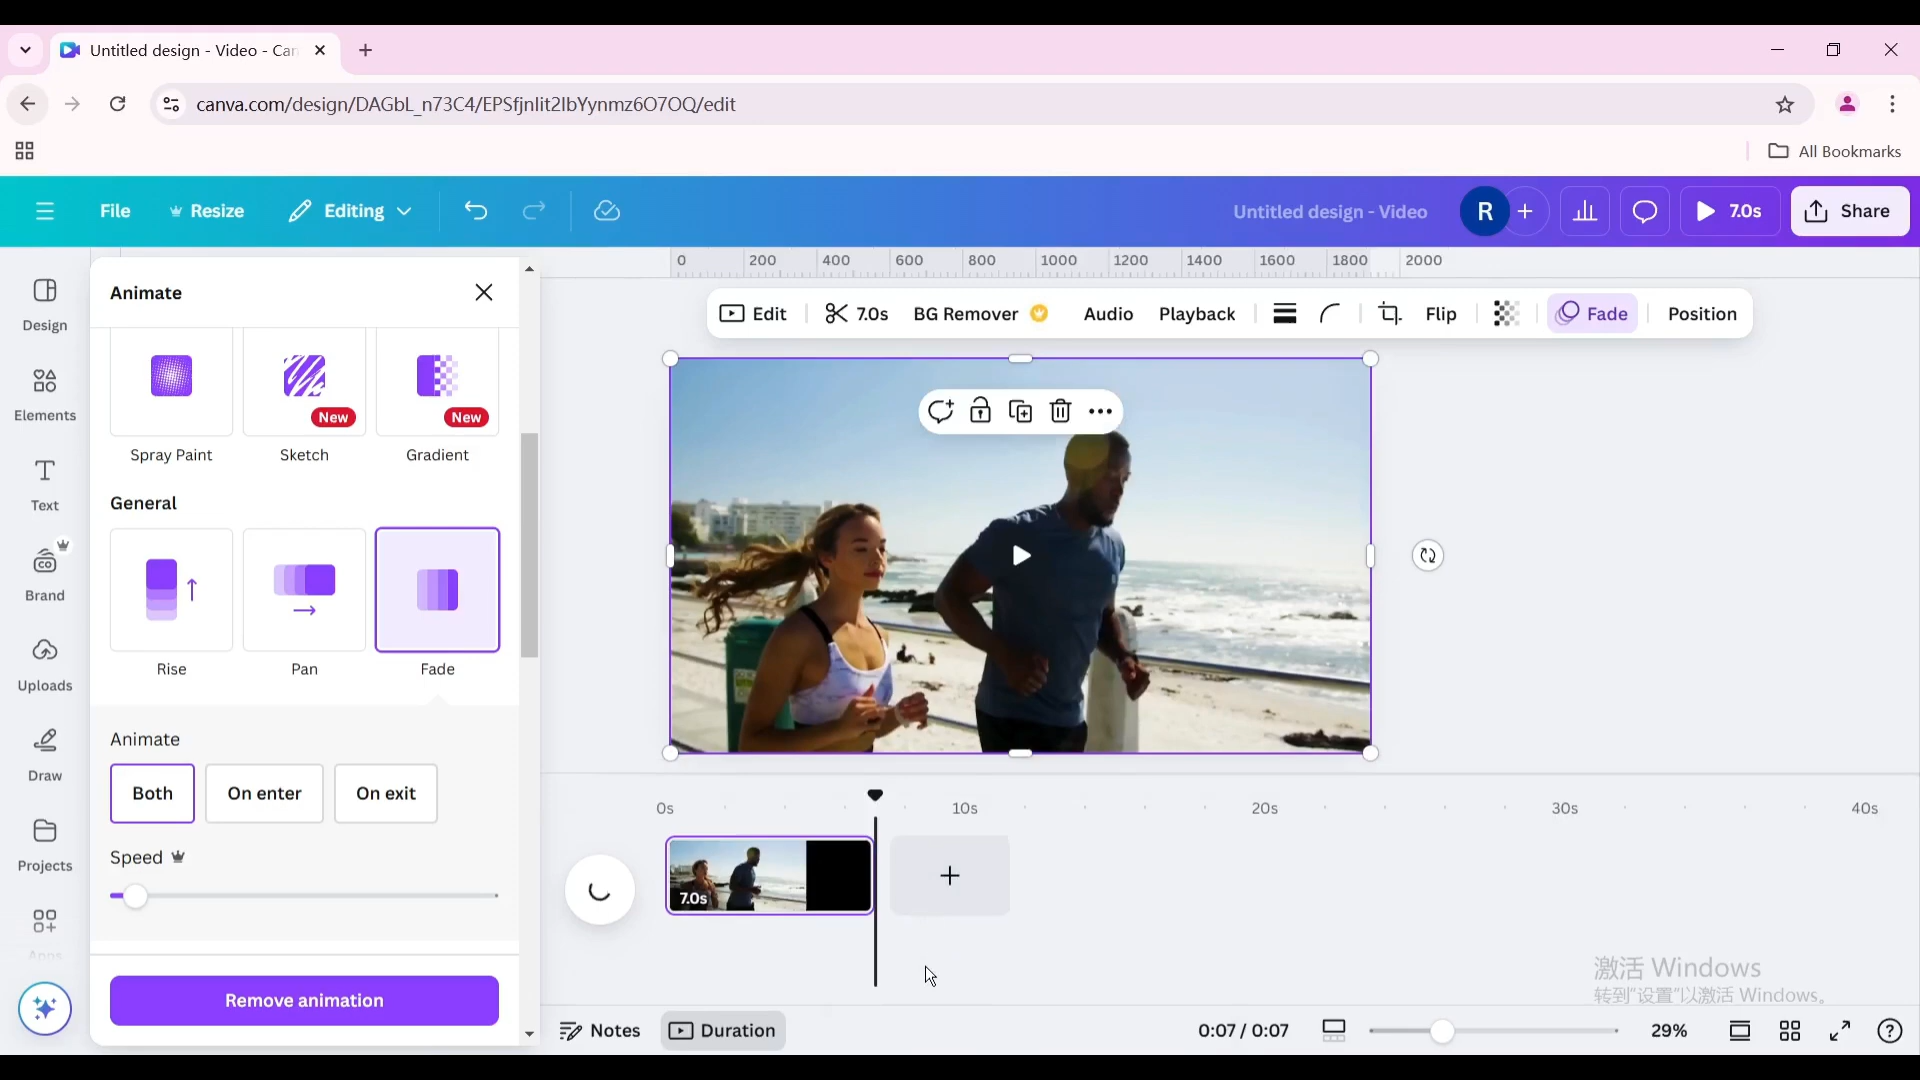 Untitled design - Video - Can
canva.com/design/DAGbL_n73C4/EPSfjnlit2lbYynmz6O7OQ/edit
All Bookmarks
File
Resize
Editing
Untitled design - Video
R
7.0s
Share
0 200 400 600 800 1000 1200 1400 1600 1800 2000
Design
Elements
Text
Brand
Uploads
Draw
Projects
Apps
Animate
New
New
Spray Paint
Sketch
Gradient
General
Rise
Pan
Fade
Animate
Both
On enter
On exit
Speed
Remove animation
Edit
7.0s
BG Remover
Audio
Playback
Flip
Fade
Position
0s 10s 20s 30s 40s
7.0s
激活 Windows
转到"设置"以激活 Windows。
Notes
Duration
0:07 / 0:07
29%